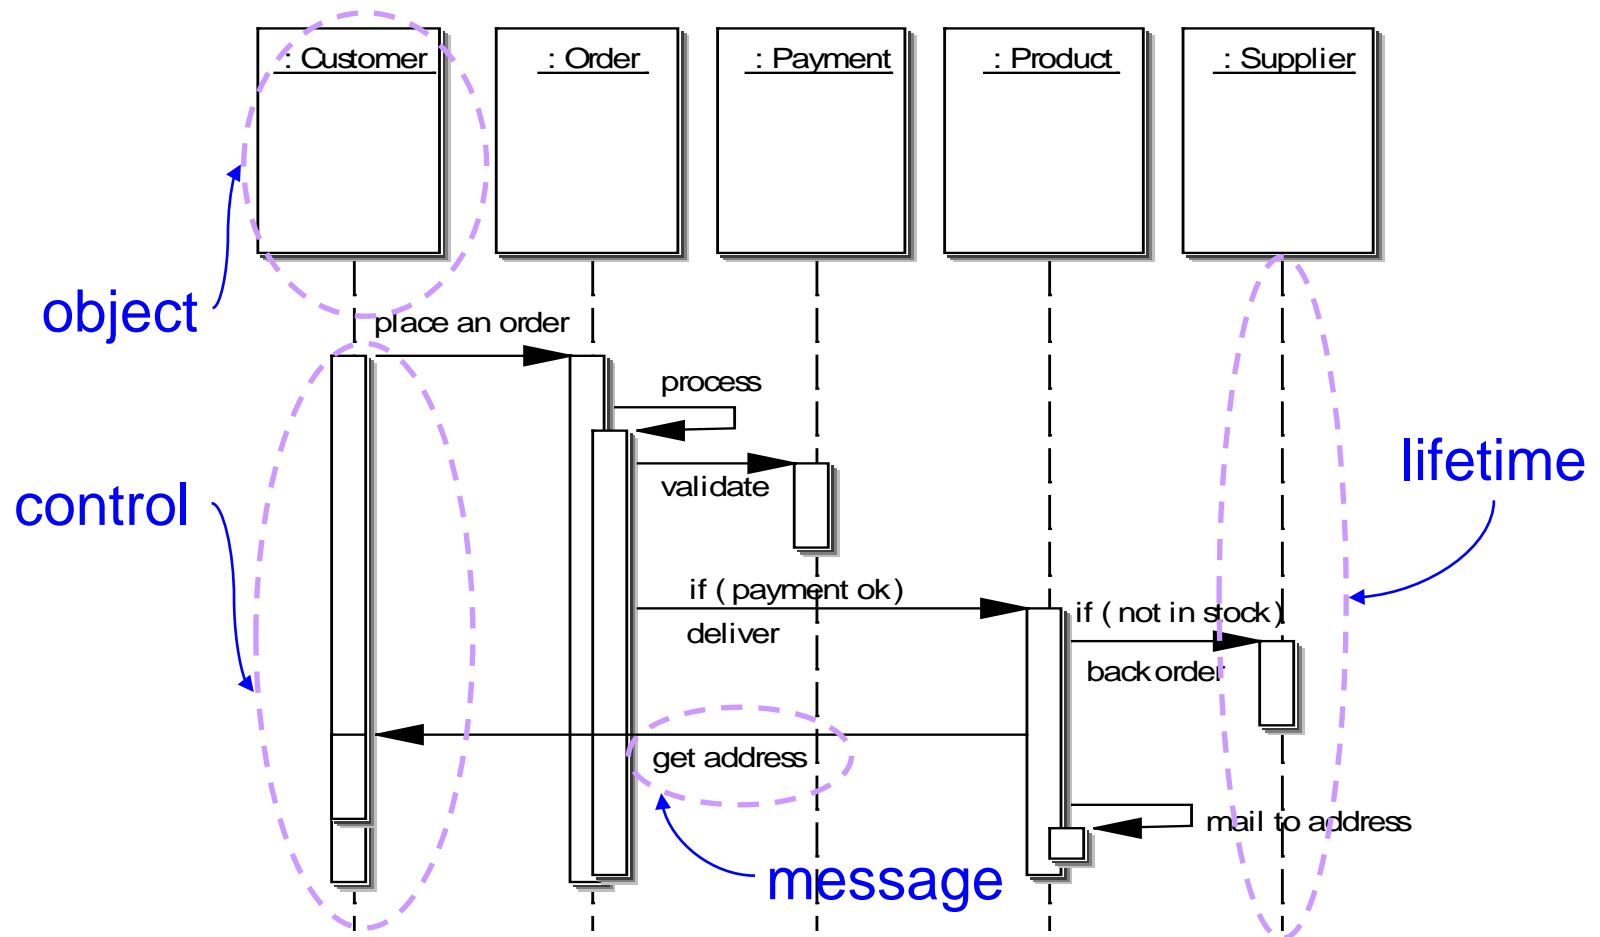 : Customer
: Order
: Payment
: Product
: Supplier
object
place an order
process
lifetime
validate
control
if ( payment ok )
if ( not in stock )
deliver
back order
get address
mail to address
message